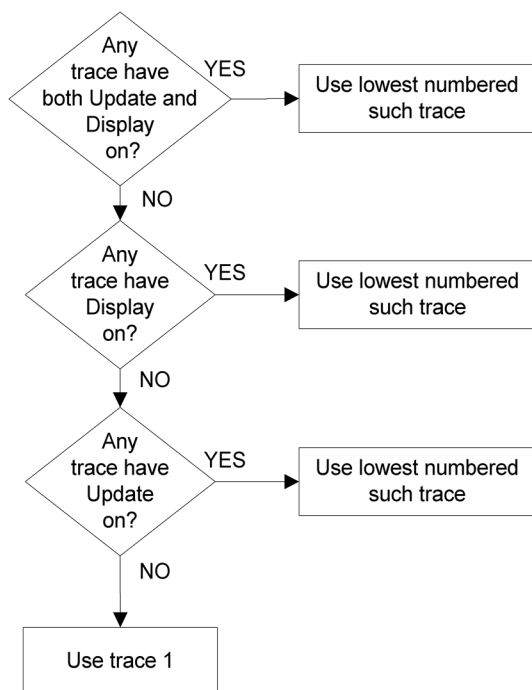 Any
trace have
both Update and
Display
on?
YES
Use lowest numbered
such trace
NO
Any
trace have
Display
on?
YES
Use lowest numbered
such trace
NO
Any
trace have
Update
on?
YES
Use lowest numbered
such trace
NO
Use trace 1